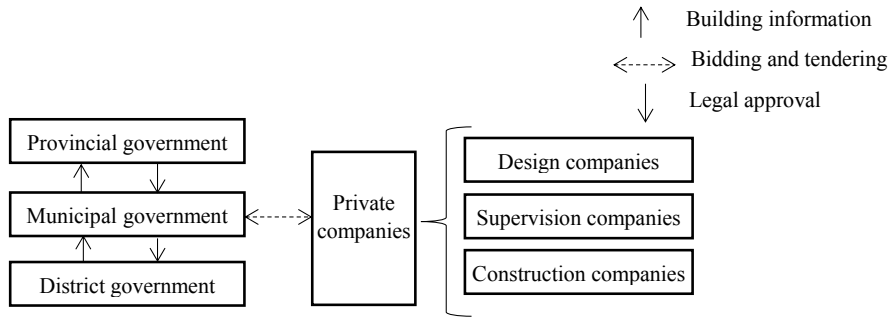 Building information
Bidding and tendering
Legal approval
Provincial government
Municipal government
District government
Private
companies
Design companies
Supervision companies
Construction companies